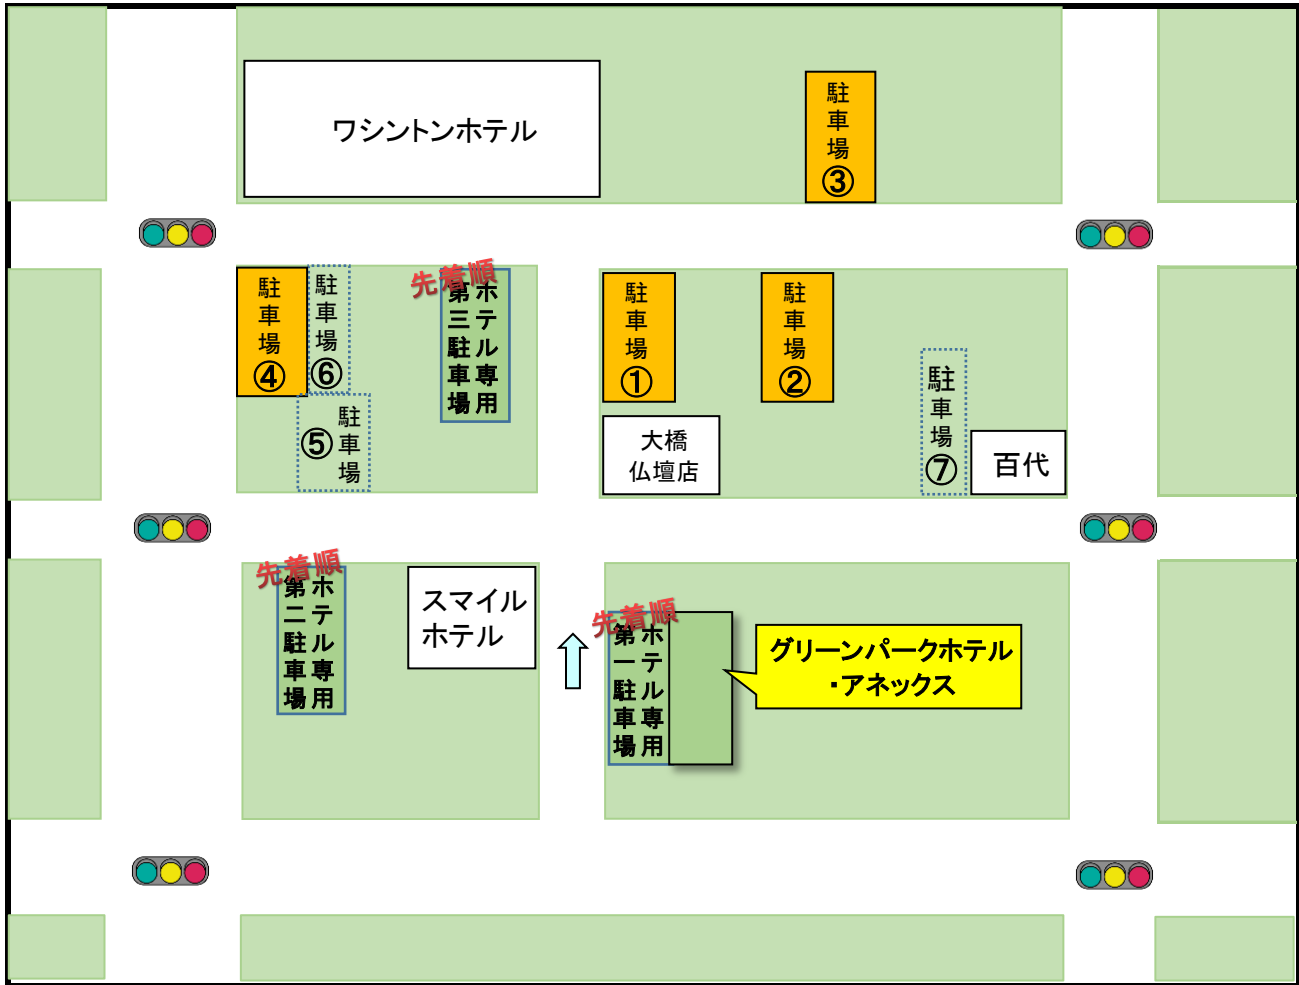 ワシントンホテル
駐車場③
駐車場④
駐車場⑥
駐車場⑤
先着順
ホテル専用
第三駐車場
駐車場①
駐車場②
大橋
仏壇店
駐車場⑦
百代
先着順
ホテル専用
第二駐車場
スマイル
ホテル
先着順
ホテル専用
第一駐車場
グリーンパークホテル
・アネックス